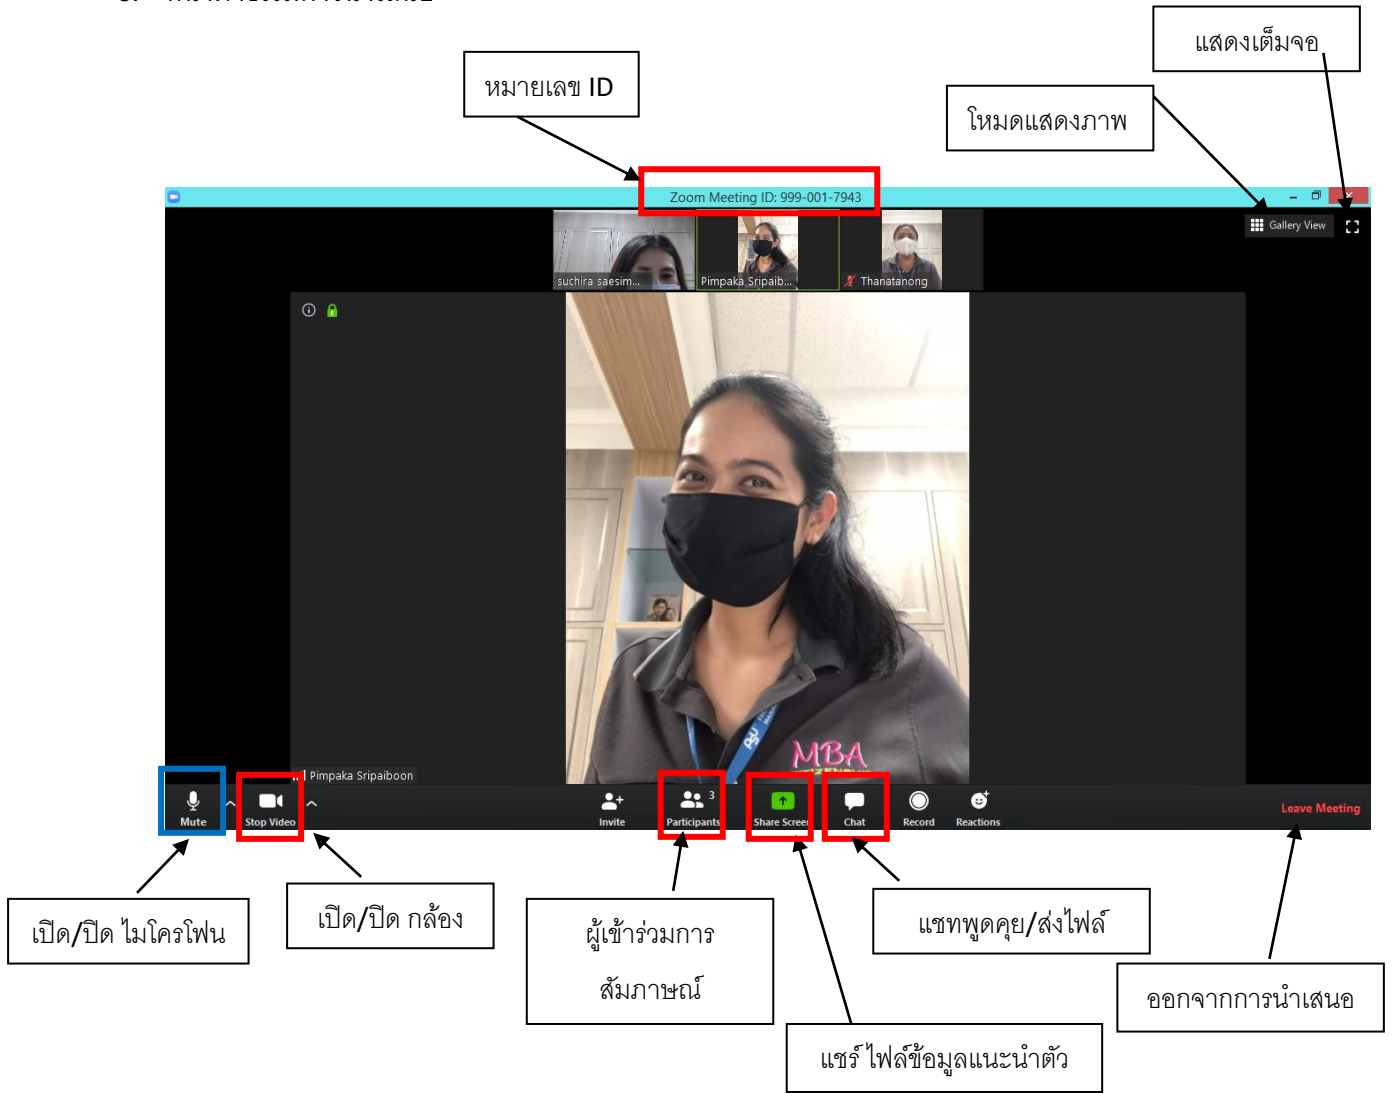 แสดงเต็มจอ
หมายเลข ID
โหมดแสดงภาพ
Zoom Meeting ID: 999-001-7943
Gallery View
suchira saesim...
Pimpaka Sripaib...
Thanatanong
MBA
Pimpaka Sripaiboon
Mute
Stop Video
Invite
Participants
3
Share Screen
Chat
Record
Reactions
Leave Meeting
เปิด/ปิด ไมโครโฟน
เปิด/ปิด กล้อง
ผู้เข้าร่วมการ
สัมภาษณ์
แชทพูดคุย/ส่งไฟล์
ออกจากการนำเสนอ
แชร์ ไฟล์ข้อมูลแนะนำตัว